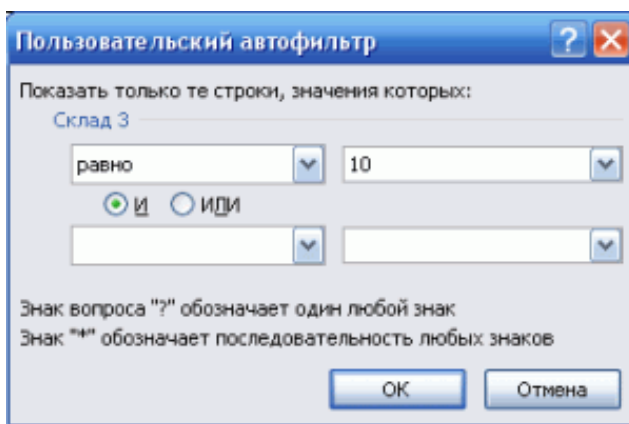 Пользовательский автофильтр ?
Показать только те строки, значения которых:
Склад 3
равно 10
И ИЛИ
Знак вопроса "?" обозначает один любой знак
Знак "*" обозначает последовательность любых знаков
ОК Отмена